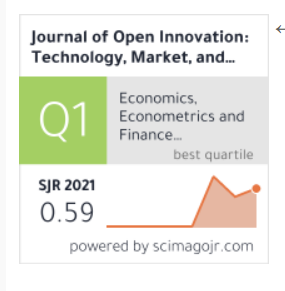 Journal of Open Innovation:
Technology, Market, and...
Q1
Economics,
Econometrics and
Finance...
best quartile
SJR 2021
0.59
powered by scimagojr.com